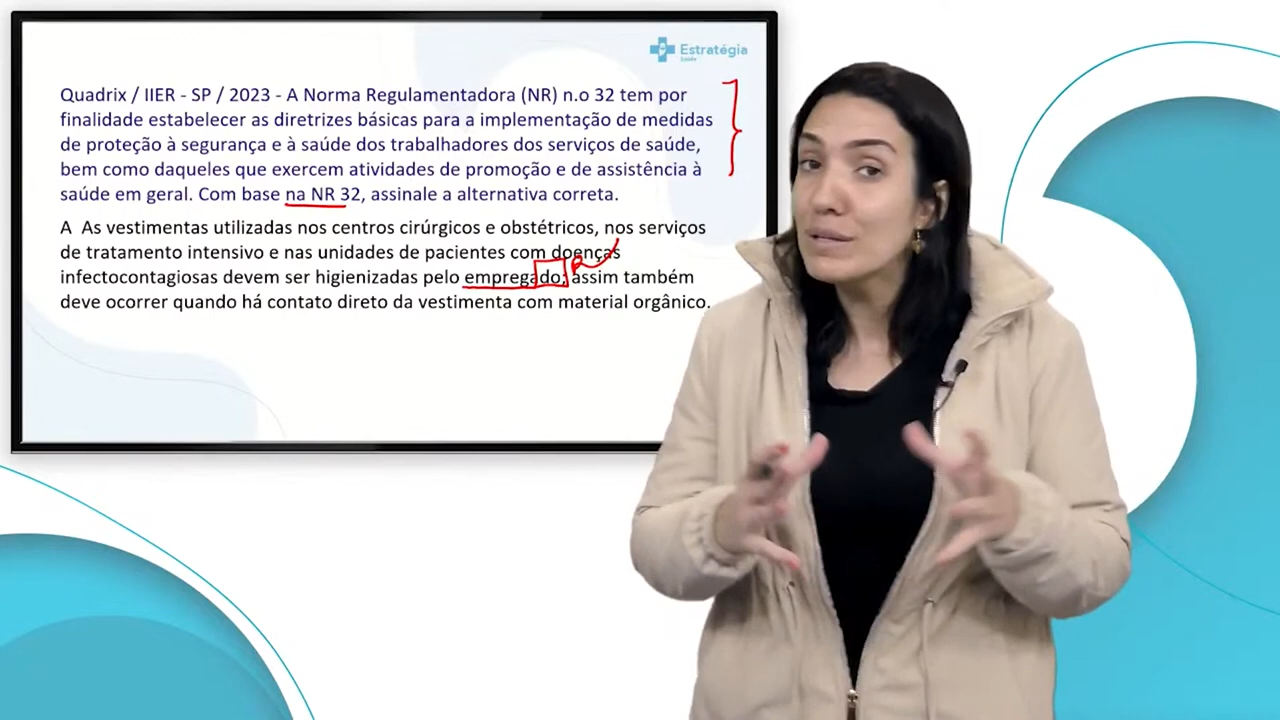 Estratégia
Saúde
Quadrix / IIER - SP / 2023 - A Norma Regulamentadora (NR) n.o 32 tem por
finalidade estabelecer as diretrizes básicas para a implementação de medidas
de proteção à segurança e à saúde dos trabalhadores dos serviços de saúde,
bem como daqueles que exercem atividades de promoção e de assistência à
saúde em geral. Com base na NR 32, assinale a alternativa correta.
A As vestimentas utilizadas nos centros cirúrgicos e obstétricos, nos serviços
de tratamento intensivo e nas unidades de pacientes com doenças
infectocontagiosas devem ser higienizadas pelo empregado; assim também
deve ocorrer quando há contato direto da vestimenta com material orgânico.
R